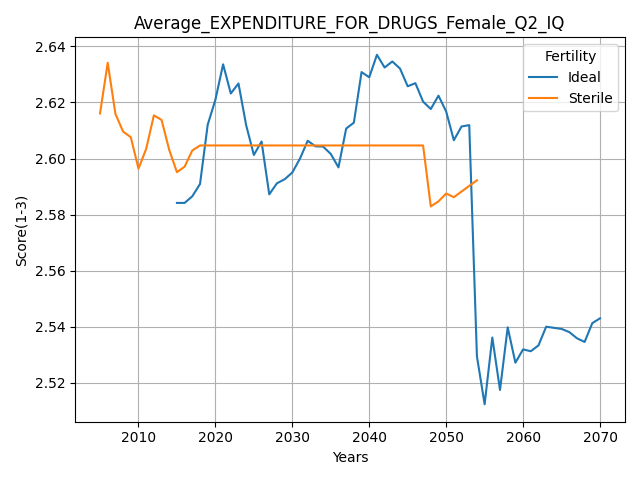 Average_EXPENDITURE_FOR_DRUGS_Female_Q2_IQ
Fertility
Ideal
Sterile
Score(1-3)
2.64
2.62
2.60
2.58
2.56
2.54
2.52
2010 2020 2030 2040 2050 2060 2070
Years